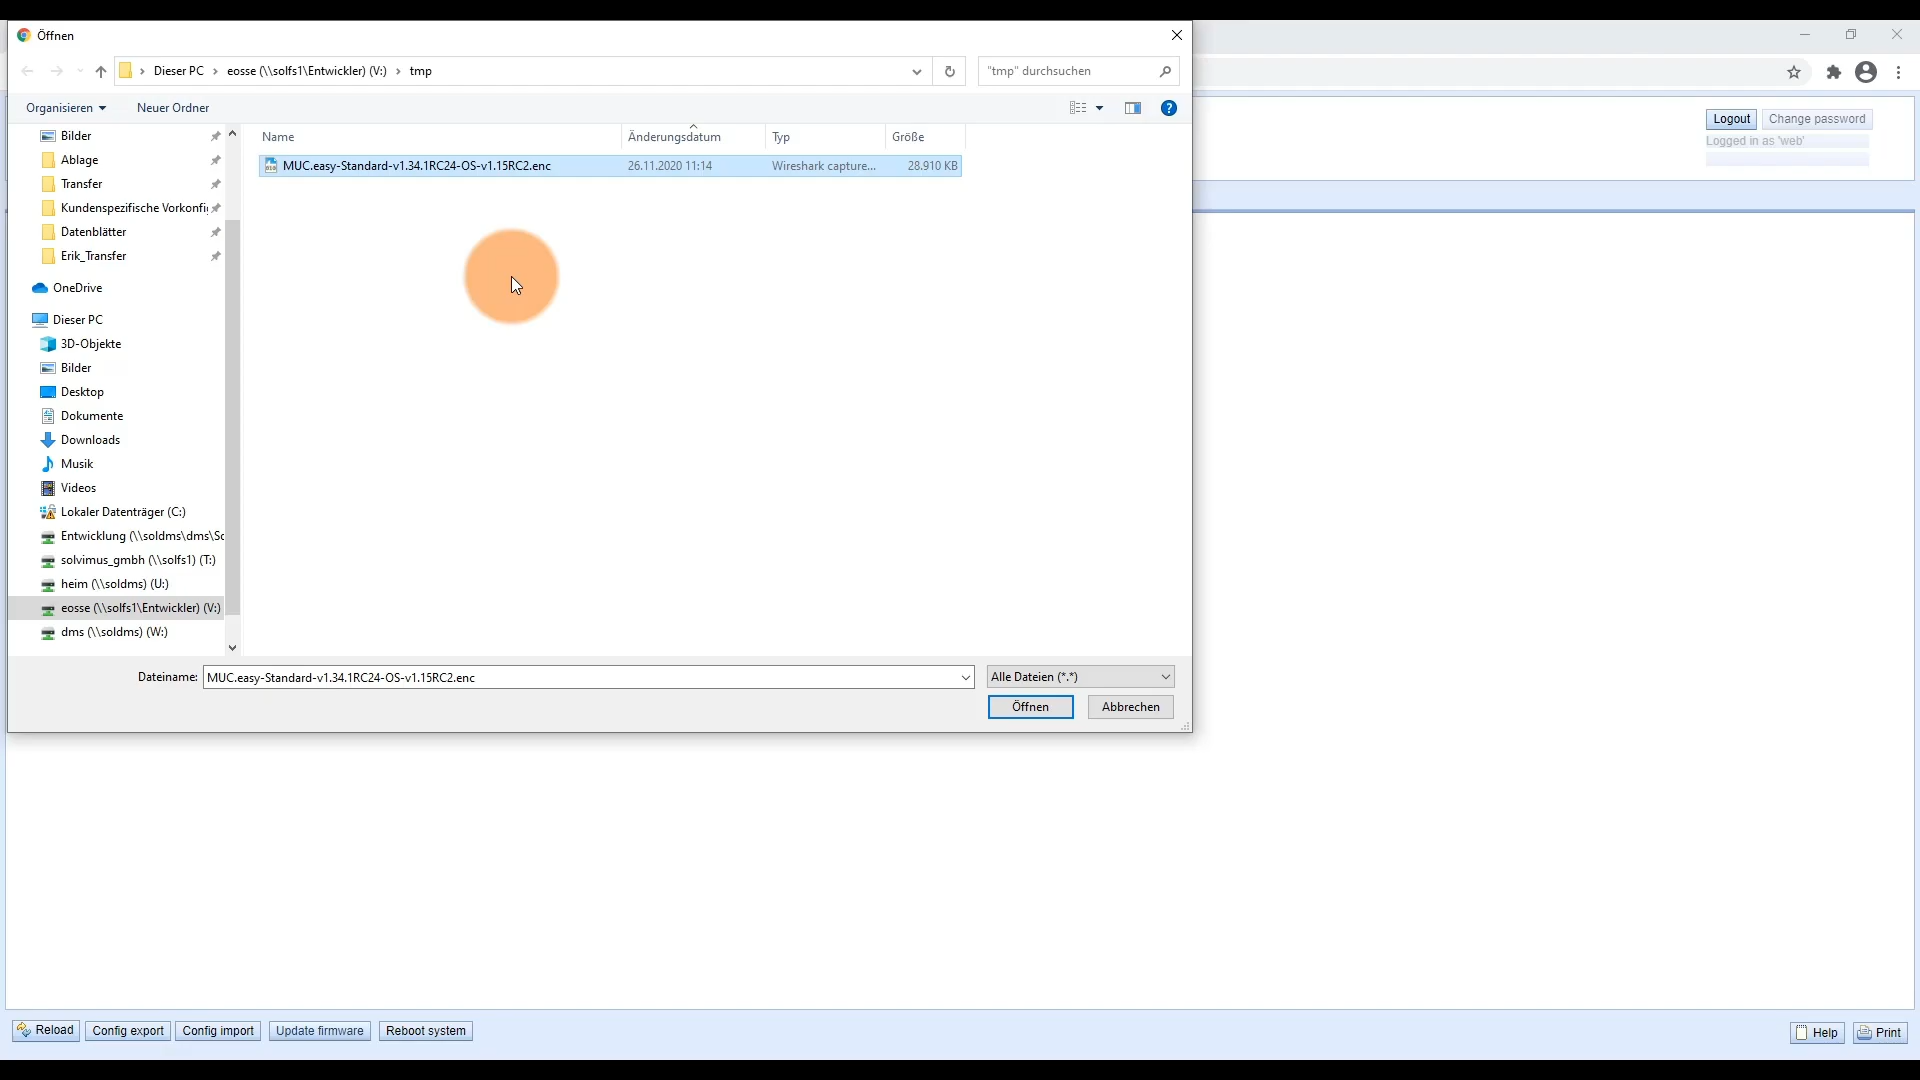 Öffnen
Dieser PC › eosse (\\solfs1\Entwickler) (V:) › tmp
"tmp" durchsuchen
Organisieren
Neuer Ordner
Logout
Change password
Logged in as 'web'
Name
Änderungsdatum
Typ
Größe
MUC.easy-Standard-v1.34.1RC24-OS-v1.15RC2.enc
26.11.2020 11:14
Wireshark capture...
28.910 KB
Bilder
Ablage
Transfer
Kundenspezifische Vorkonfi
Datenblätter
Erik_Transfer
OneDrive
Dieser PC
3D-Objekte
Bilder
Desktop
Dokumente
Downloads
Musik
Videos
Lokaler Datenträger (C:)
Entwicklung (\\soldms\dms\Sc
solvimus_gmbh (\\solfs1) (T:)
heim (\\soldms) (U:)
eosse (\\solfs1\Entwickler) (V:)
dms (\\soldms) (W:)
Dateiname:
MUC.easy-Standard-v1.34.1RC24-OS-v1.15RC2.enc
Alle Dateien (*.*)
Öffnen
Abbrechen
Reload
Config export
Config import
Update firmware
Reboot system
Help
Print